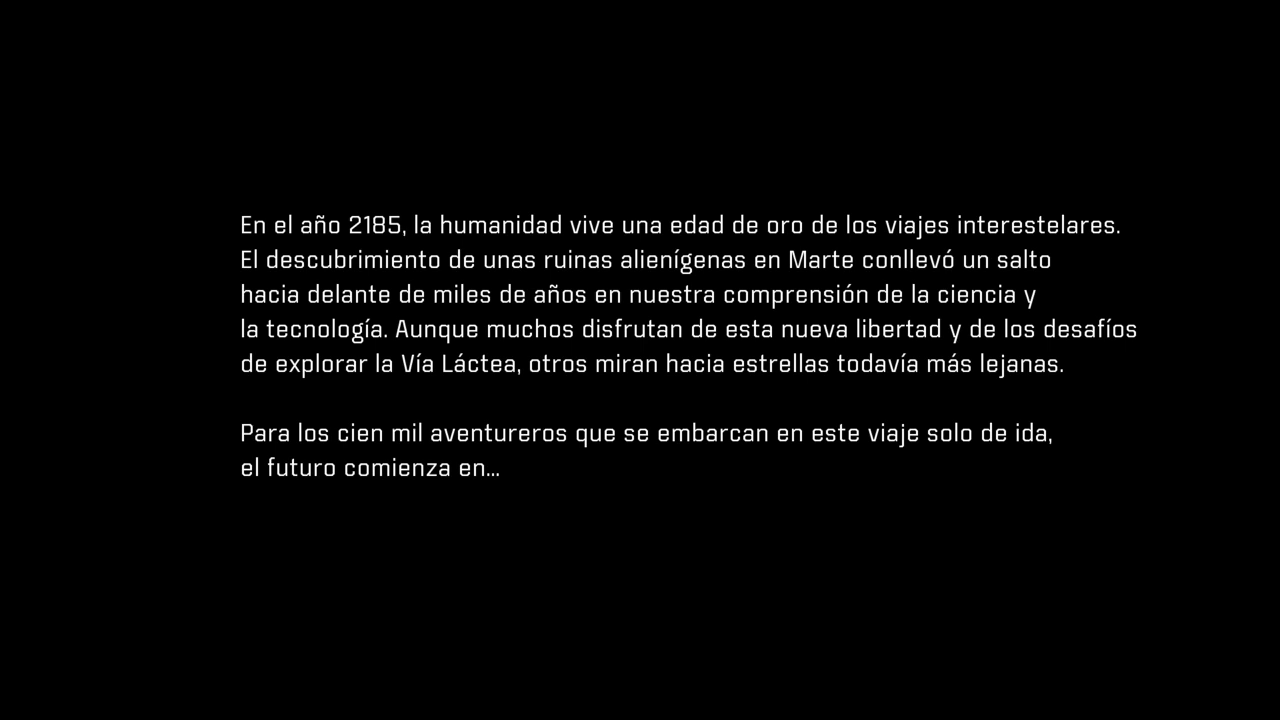 En el año 2185, la humanidad vive una edad de oro de los viajes interestelares.
El descubrimiento de unas ruinas alienígenas en Marte conllevó un salto
hacia delante de miles de años en nuestra comprensión de la ciencia y
la tecnología. Aunque muchos disfrutan de esta nueva libertad y de los desafíos
de explorar la Vía Láctea, otros miran hacia estrellas todavía más lejanas.
Para los cien mil aventureros que se embarcan en este viaje solo de ida,
el futuro comienza en...